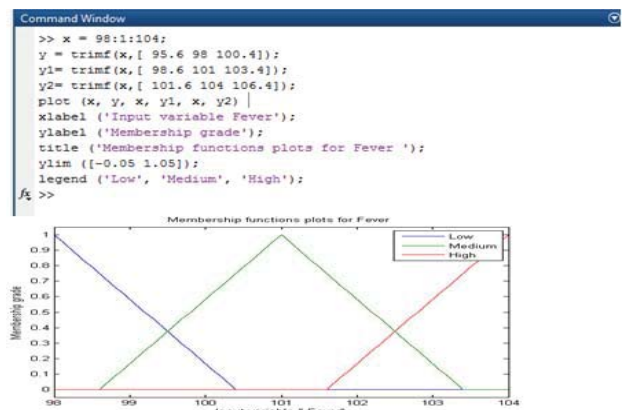 Command Window
>> x = 98:1:104;
y = trimf(x,[ 95.6 98 100.4]);
y1= trimf(x,[ 98.6 101 103.4]);
y2= trimf(x,[ 101.6 104 106.4]);
plot (x, y, x, y1, x, y2)
xlabel ('Input variable Fever');
ylabel ('Membership grade');
title ('Membership functions plots for Fever ');
ylim ([-0.05 1.05]);
legend ('Low', 'Medium', 'High');
fx >>
Membership functions plots for Fever
Low
Medium
High
Membership grade
1
0.9
0.8
0.7
0.6
0.5
0.4
0.3
0.2
0.1
0
98 99 100 101 102 103 104